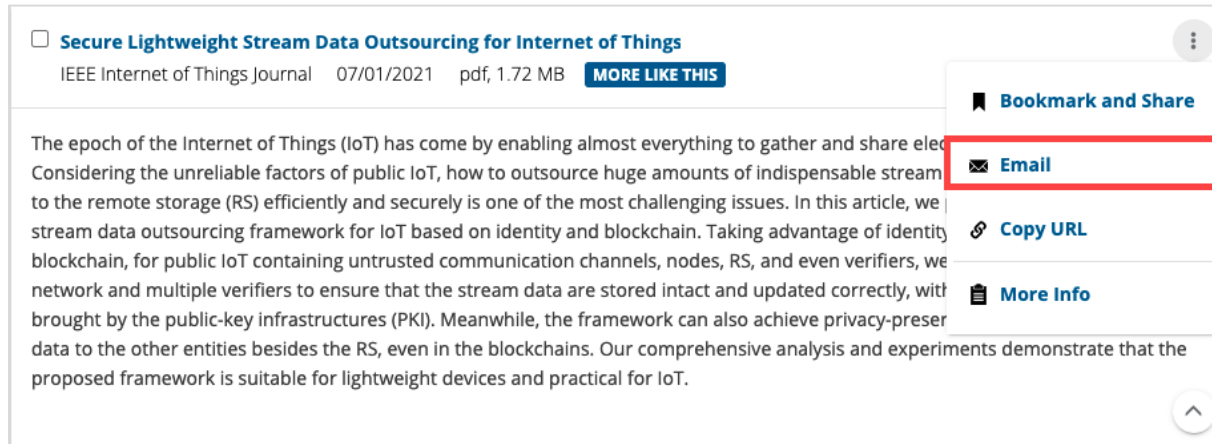 Secure Lightweight Stream Data Outsourcing for Internet of Things
IEEE Internet of Things Journal 07/01/2021 pdf, 1.72 MB MORE LIKE THIS
Bookmark and Share
Email
Copy URL
More Info
The epoch of the Internet of Things (IoT) has come by enabling almost everything to gather and share elec
Considering the unreliable factors of public IoT, how to outsource huge amounts of indispensable stream
to the remote storage (RS) efficiently and securely is one of the most challenging issues. In this article, we
stream data outsourcing framework for IoT based on identity and blockchain. Taking advantage of identity
blockchain, for public IoT containing untrusted communication channels, nodes, RS, and even verifiers, we
network and multiple verifiers to ensure that the stream data are stored intact and updated correctly, with
brought by the public-key infrastructures (PKI). Meanwhile, the framework can also achieve privacy-preser
data to the other entities besides the RS, even in the blockchains. Our comprehensive analysis and experiments demonstrate that the
proposed framework is suitable for lightweight devices and practical for IoT.